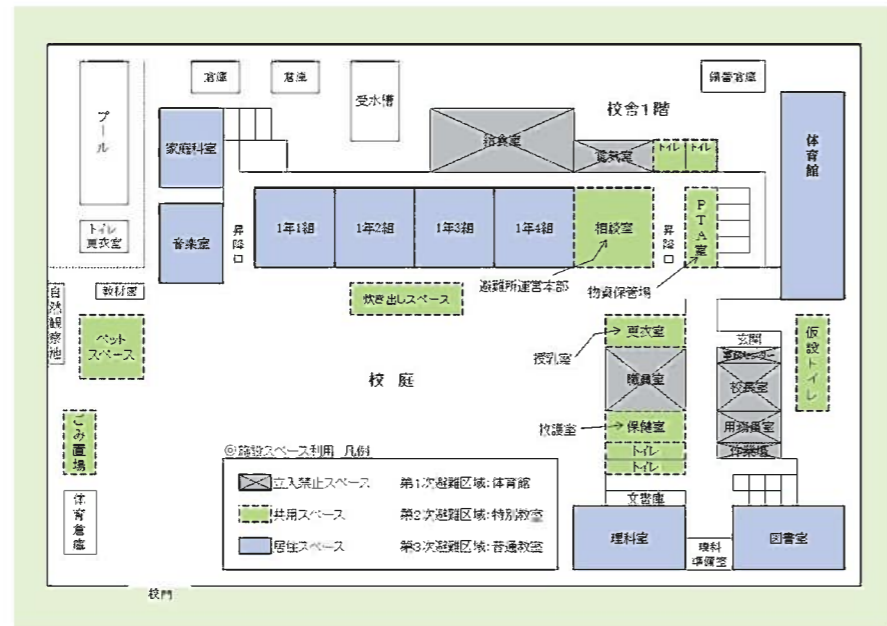 倉庫
倉庫
受水槽
備蓄倉庫
校舎1階
プール
家庭科室
給食室
電気室
トイレ
トイレ
体育館
トイレ
更衣室
音楽室
昇降口
1年1組
1年2組
1年3組
1年4組
相談室
昇降口
PTA室
避難所運営本部
物資保管場
教材園
自然観察地
ペット
スペース
炊き出しスペース
更衣室
授乳室
玄関
仮設トイレ
校庭
職員室
校長室
ごみ置場
救護室
保健室
用務員室
トイレ
トイレ
作業場
◎施設スペース利用 凡例
立入禁止スペース 第1次避難区域:体育館
共用スペース 第2次避難区域:特別教室
居住スペース 第3次避難区域:普通教室
体育倉庫
文書庫
理科室
理科
準備室
図書室
校門